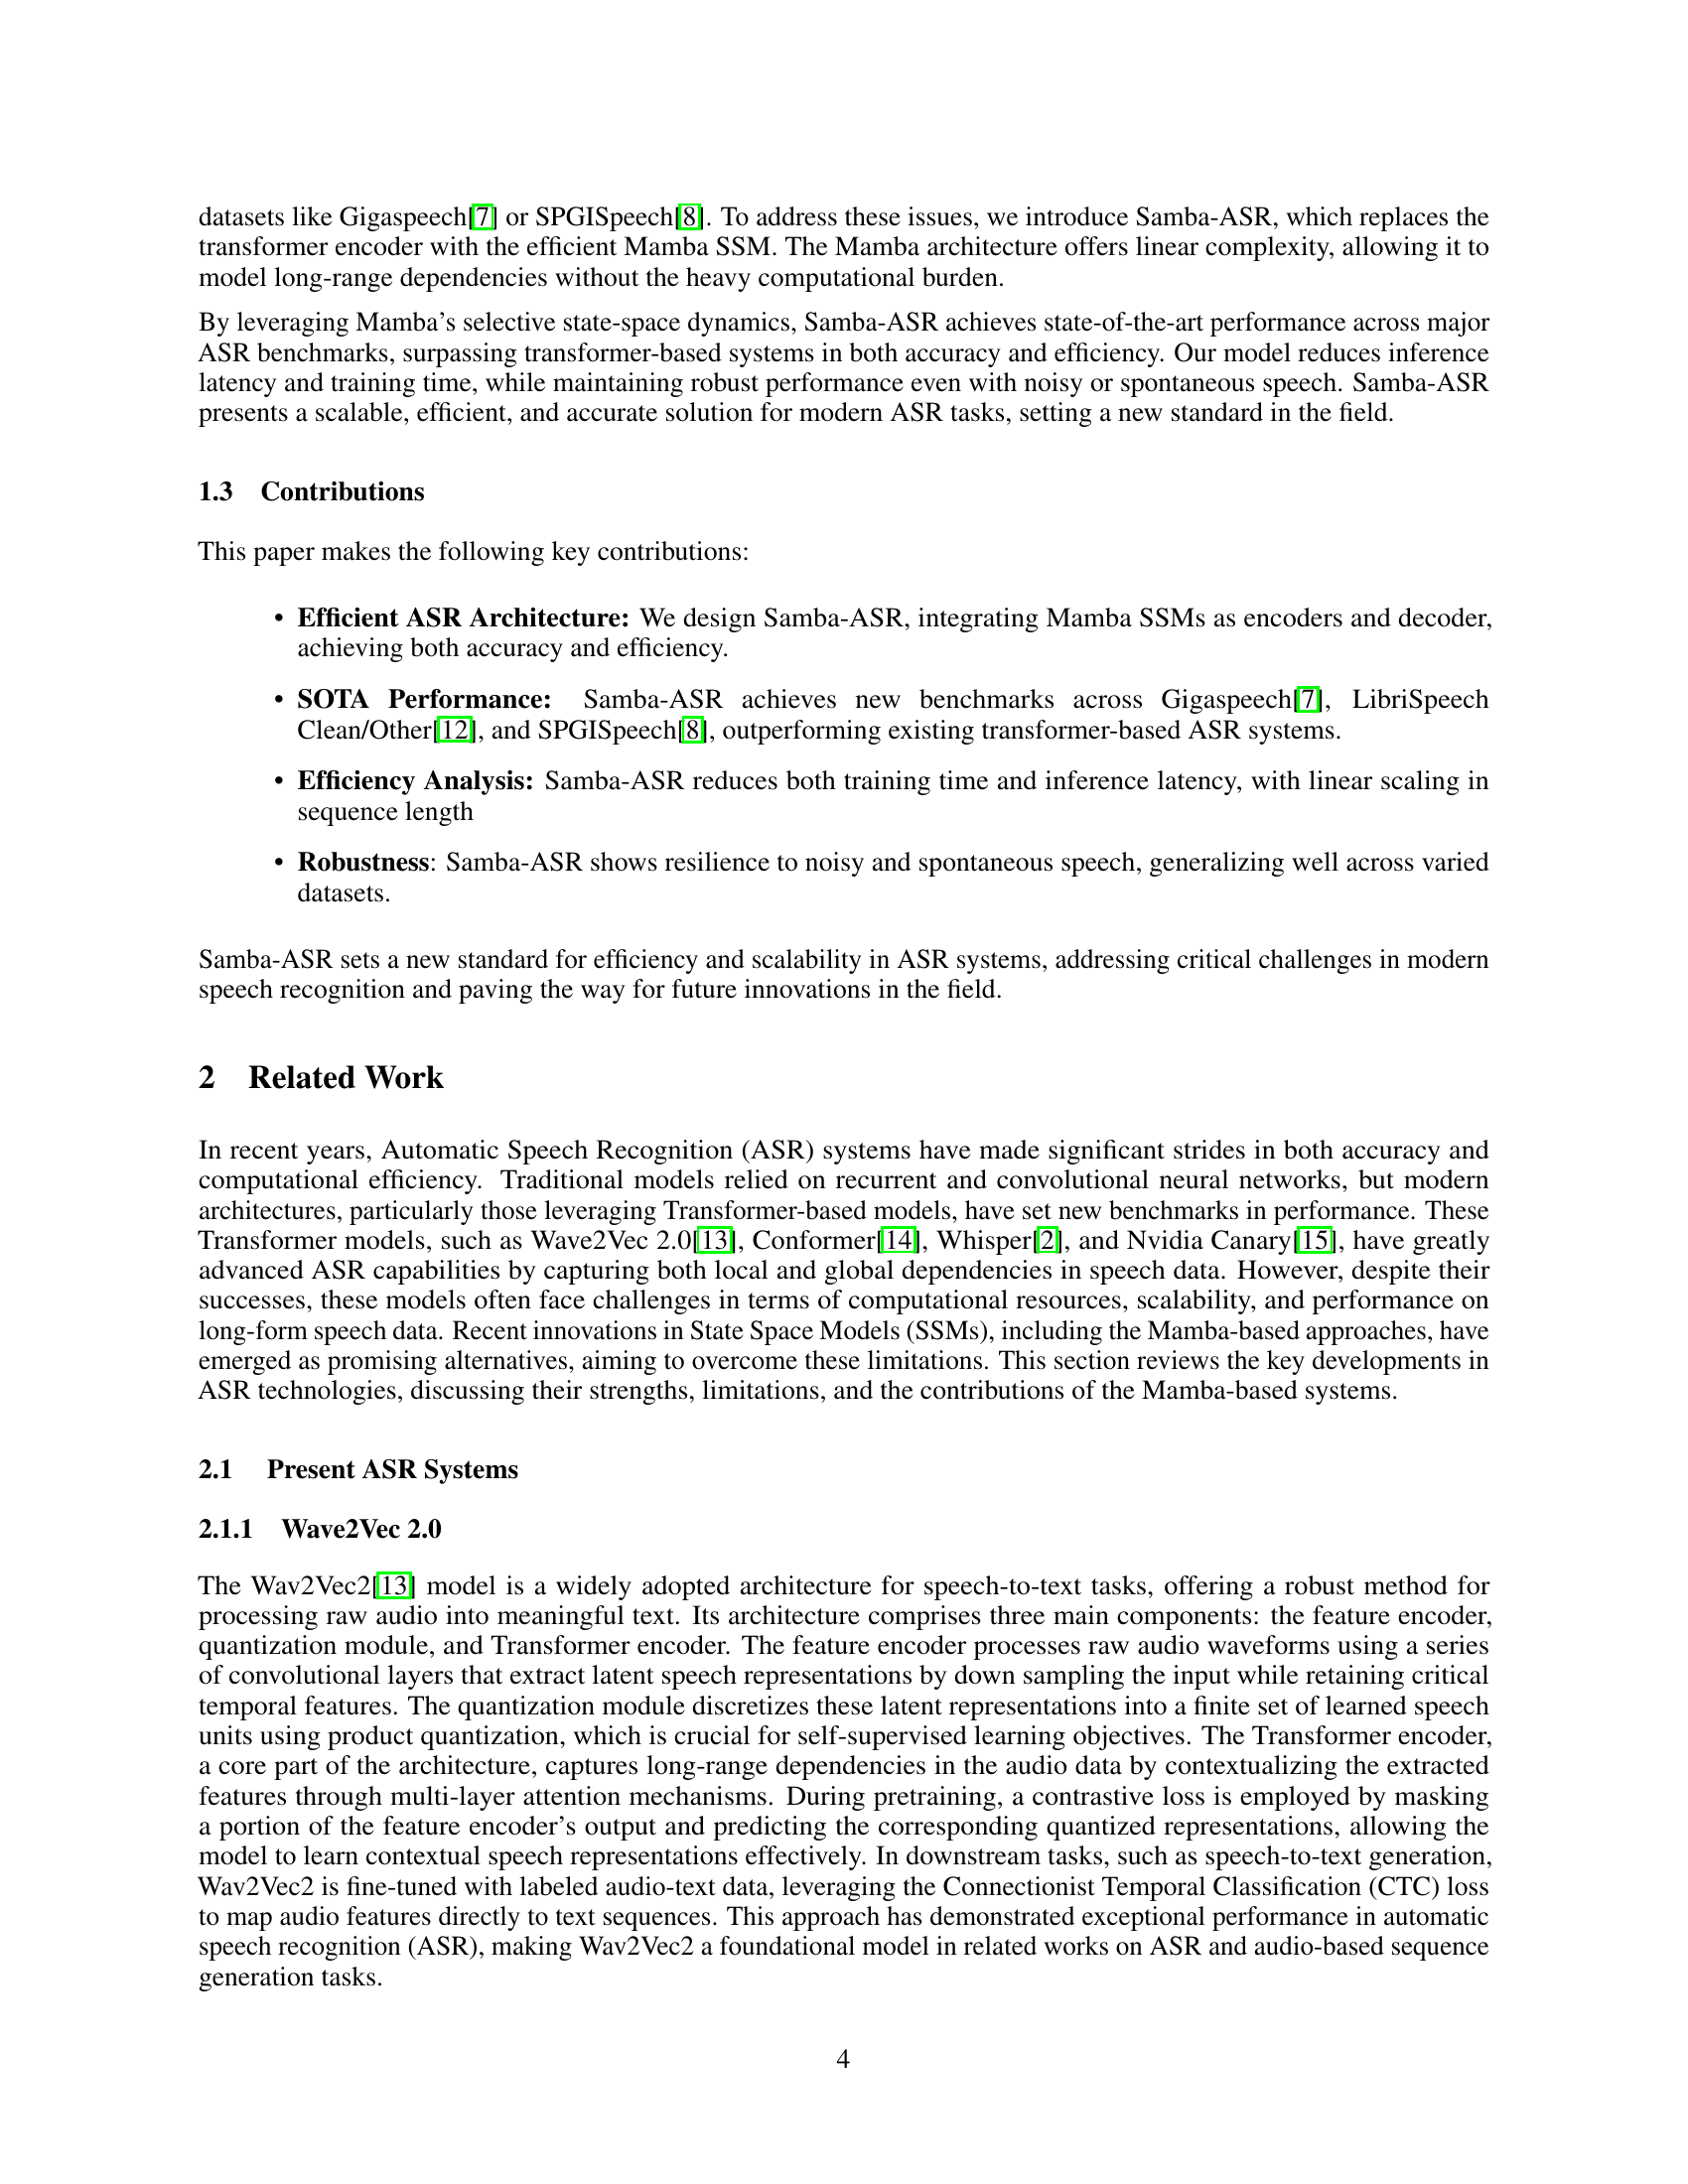 datasets like Gigaspeech[7] or SPGISpeech[8]. To address these issues, we introduce Samba-ASR, which replaces the
transformer encoder with the efficient Mamba SSM. The Mamba architecture offers linear complexity, allowing it to
model long-range dependencies without the heavy computational burden.
By leveraging Mamba's selective state-space dynamics, Samba-ASR achieves state-of-the-art performance across major
ASR benchmarks, surpassing transformer-based systems in both accuracy and efficiency. Our model reduces inference
latency and training time, while maintaining robust performance even with noisy or spontaneous speech. Samba-ASR
presents a scalable, efficient, and accurate solution for modern ASR tasks, setting a new standard in the field.
1.3 Contributions
This paper makes the following key contributions:
• Efficient ASR Architecture: We design Samba-ASR, integrating Mamba SSMs as encoders and decoder,
achieving both accuracy and efficiency.
• SOTA Performance: Samba-ASR achieves new benchmarks across Gigaspeech[7], LibriSpeech
Clean/Other[12], and SPGISpeech[8], outperforming existing transformer-based ASR systems.
• Efficiency Analysis: Samba-ASR reduces both training time and inference latency, with linear scaling in
sequence length
• Robustness: Samba-ASR shows resilience to noisy and spontaneous speech, generalizing well across varied
datasets.
Samba-ASR sets a new standard for efficiency and scalability in ASR systems, addressing critical challenges in modern
speech recognition and paving the way for future innovations in the field.
2 Related Work
In recent years, Automatic Speech Recognition (ASR) systems have made significant strides in both accuracy and
computational efficiency. Traditional models relied on recurrent and convolutional neural networks, but modern
architectures, particularly those leveraging Transformer-based models, have set new benchmarks in performance. These
Transformer models, such as Wave2Vec 2.0[13], Conformer[14], Whisper[2], and Nvidia Canary[15], have greatly
advanced ASR capabilities by capturing both local and global dependencies in speech data. However, despite their
successes, these models often face challenges in terms of computational resources, scalability, and performance on
long-form speech data. Recent innovations in State Space Models (SSMs), including the Mamba-based approaches, have
emerged as promising alternatives, aiming to overcome these limitations. This section reviews the key developments in
ASR technologies, discussing their strengths, limitations, and the contributions of the Mamba-based systems.
2.1 Present ASR Systems
2.1.1 Wave2Vec 2.0
The Wav2Vec2[13] model is a widely adopted architecture for speech-to-text tasks, offering a robust method for
processing raw audio into meaningful text. Its architecture comprises three main components: the feature encoder,
quantization module, and Transformer encoder. The feature encoder processes raw audio waveforms using a series
of convolutional layers that extract latent speech representations by down sampling the input while retaining critical
temporal features. The quantization module discretizes these latent representations into a finite set of learned speech
units using product quantization, which is crucial for self-supervised learning objectives. The Transformer encoder,
a core part of the architecture, captures long-range dependencies in the audio data by contextualizing the extracted
features through multi-layer attention mechanisms. During pretraining, a contrastive loss is employed by masking
a portion of the feature encoder's output and predicting the corresponding quantized representations, allowing the
model to learn contextual speech representations effectively. In downstream tasks, such as speech-to-text generation,
Wav2Vec2 is fine-tuned with labeled audio-text data, leveraging the Connectionist Temporal Classification (CTC) loss
to map audio features directly to text sequences. This approach has demonstrated exceptional performance in automatic
speech recognition (ASR), making Wav2Vec2 a foundational model in related works on ASR and audio-based sequence
generation tasks.
4